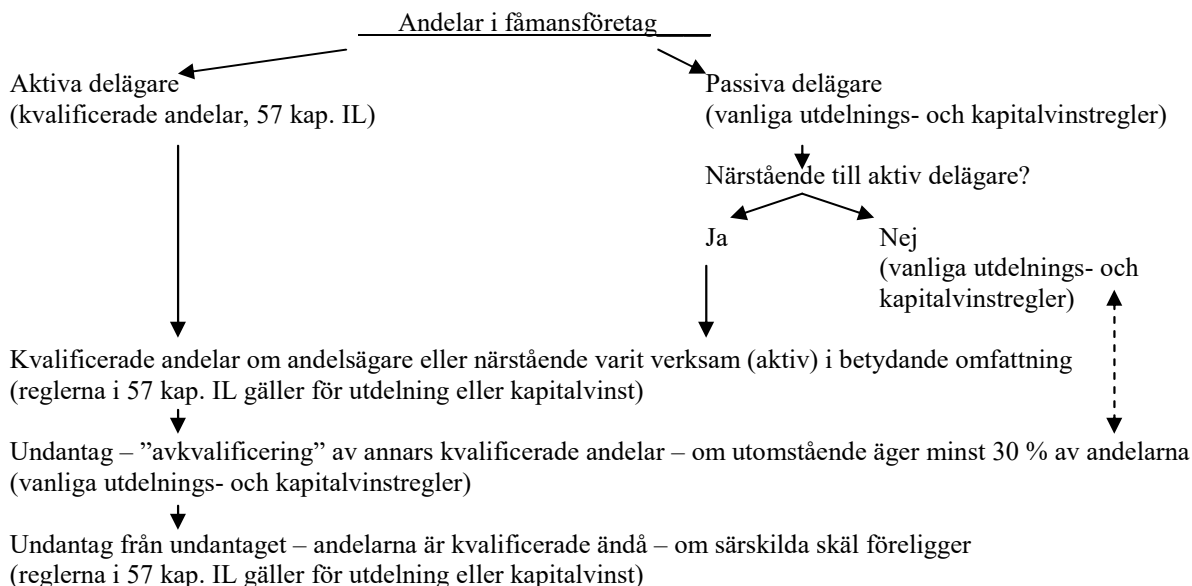 Andelar i fåmansföretag
Aktiva delägare
(kvalificerade andelar, 57 kap. IL)
Passiva delägare
(vanliga utdelnings- och kapitalvinstregler)
Närstående till aktiv delägare?
Ja
Nej
(vanliga utdelnings- och
kapitalvinstregler)
Kvalificerade andelar om andelsägare eller närstående varit verksam (aktiv) i betydande omfattning
(reglerna i 57 kap. IL gäller för utdelning eller kapitalvinst)
Undantag – ”avkvalificering” av annars kvalificerade andelar – om utomstående äger minst 30 % av andelarna
(vanliga utdelnings- och kapitalvinstregler)
Undantag från undantaget – andelarna är kvalificerade ändå – om särskilda skäl föreligger
(reglerna i 57 kap. IL gäller för utdelning eller kapitalvinst)